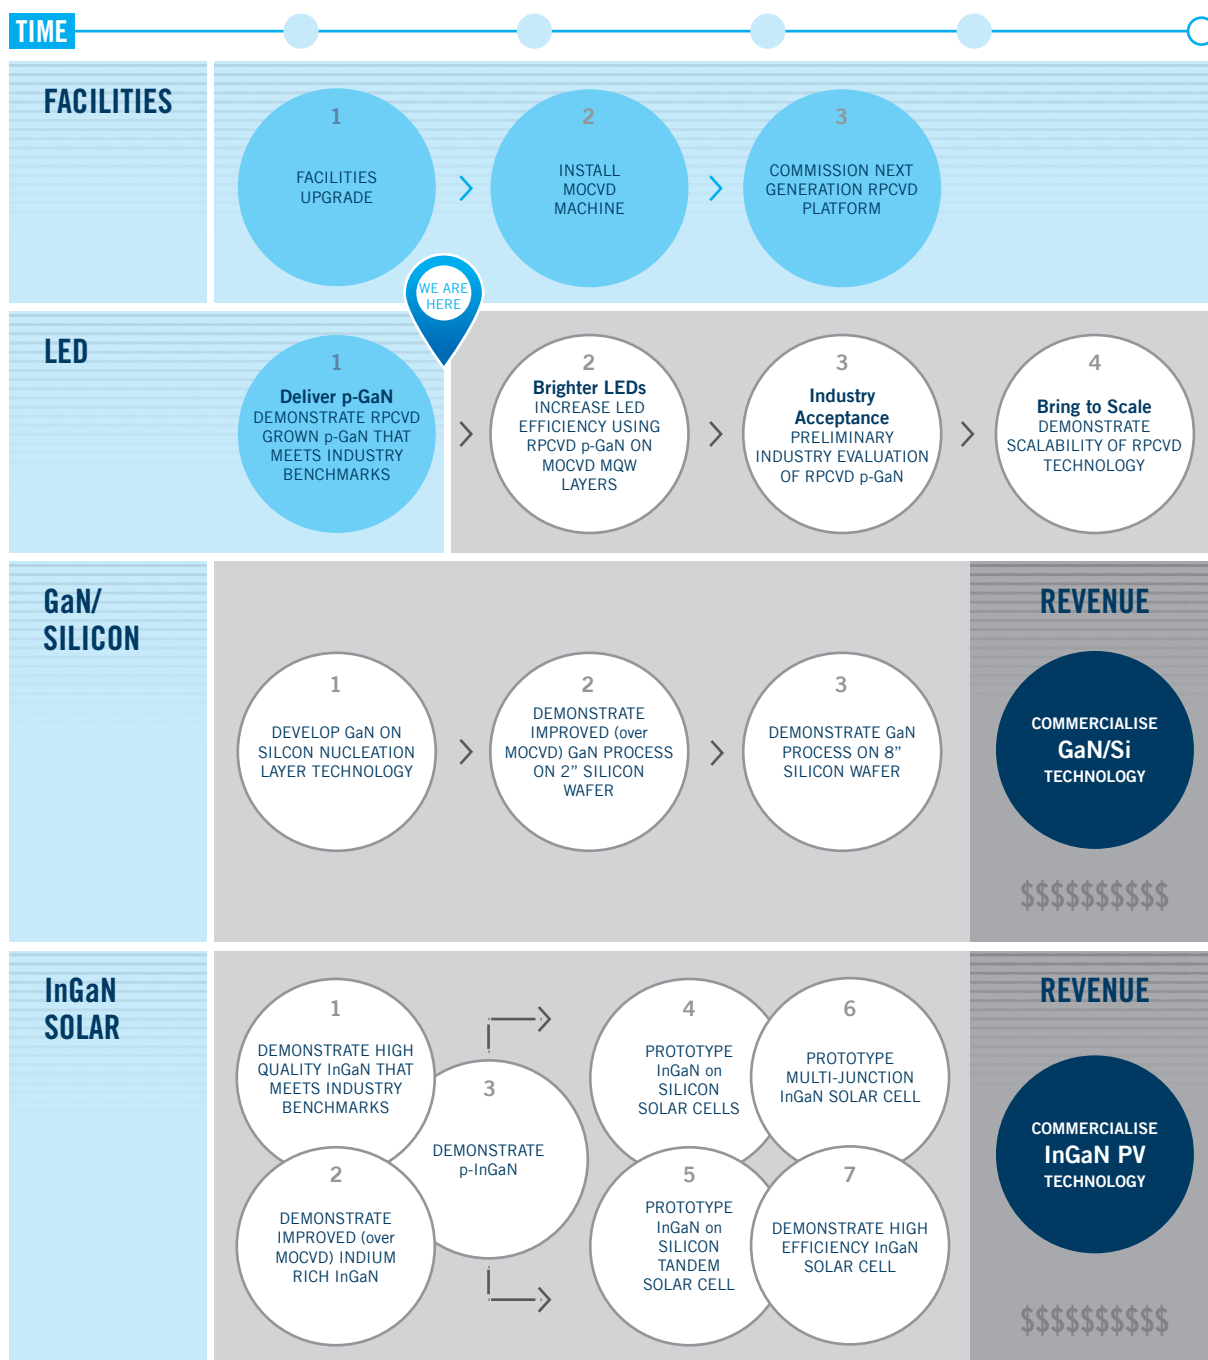 TIME
FACILITIES
1
FACILITIES
UPGRADE
2
INSTALL
MOCVD
MACHINE
3
COMMISSION NEXT
GENERATION RPCVD
PLATFORM
WE ARE
HERE
LED
1
Deliver p-GaN
DEMONSTRATE RPCVD
GROWN p-GaN THAT
MEETS INDUSTRY
BENCHMARKS
2
Brighter LEDs
INCREASE LED
EFFICIENCY USING
RPCVD p-GaN ON
MOCVD MQW
LAYERS
3
Industry
Acceptance
PRELIMINARY
INDUSTRY EVALUATION
OF RPCVD p-GaN
4
Bring to Scale
DEMONSTRATE
SCALABILITY OF RPCVD
TECHNOLOGY
GaN/
SILICON
1
DEVELOP GaN ON
SILCON NUCLEATION
LAYER TECHNOLOGY
2
DEMONSTRATE
IMPROVED (over
MOCVD) GaN PROCESS
ON 2” SILICON
WAFER
3
DEMONSTRATE GaN
PROCESS ON 8”
SILICON WAFER
REVENUE
COMMERCIALISE
GaN/Si
TECHNOLOGY
$$$$$$$$$$
InGaN
SOLAR
1
DEMONSTRATE HIGH
QUALITY InGaN THAT
MEETS INDUSTRY
BENCHMARKS
2
DEMONSTRATE
IMPROVED (over
MOCVD) INDIUM
RICH InGaN
3
DEMONSTRATE
p-InGaN
4
PROTOTYPE
InGaN on
SILICON
SOLAR CELLS
5
PROTOTYPE
InGaN on
SILICON
TANDEM
SOLAR CELL
6
PROTOTYPE
MULTI-JUNCTION
InGaN SOLAR CELL
7
DEMONSTRATE HIGH
EFFICIENCY InGaN
SOLAR CELL
REVENUE
COMMERCIALISE
InGaN PV
TECHNOLOGY
$$$$$$$$$$